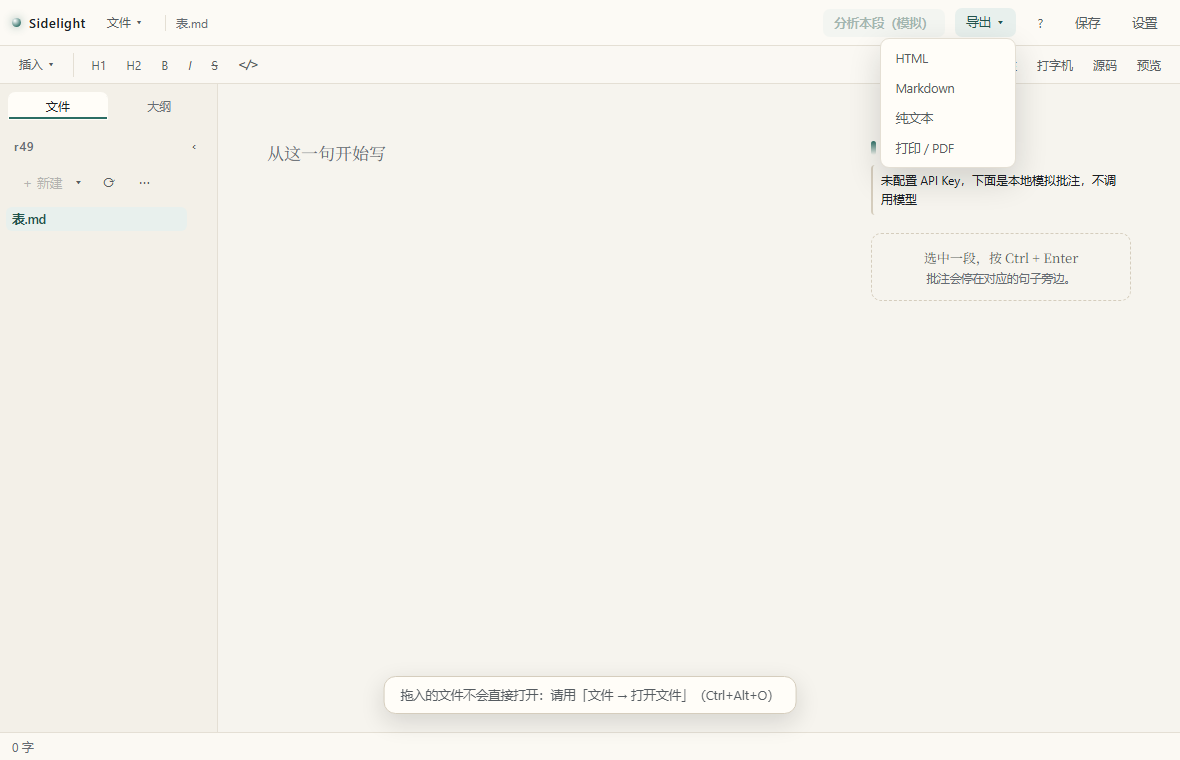 Sidelight 文件 表.md 分析本段（模拟） 导出 ? 保存 设置
插入 H1 H2 B I S </> 打字机 源码 预览
HTML
Markdown
纯文本
打印 / PDF
文件 大纲
r49
+ 新建 ...
表.md
从这一句开始写
未配置 API Key，下面是本地模拟批注，不调
用模型
选中一段，按 Ctrl + Enter
批注会停在对应的句子旁边。
拖入的文件不会直接打开：请用「文件 → 打开文件」（Ctrl+Alt+O）
0 字